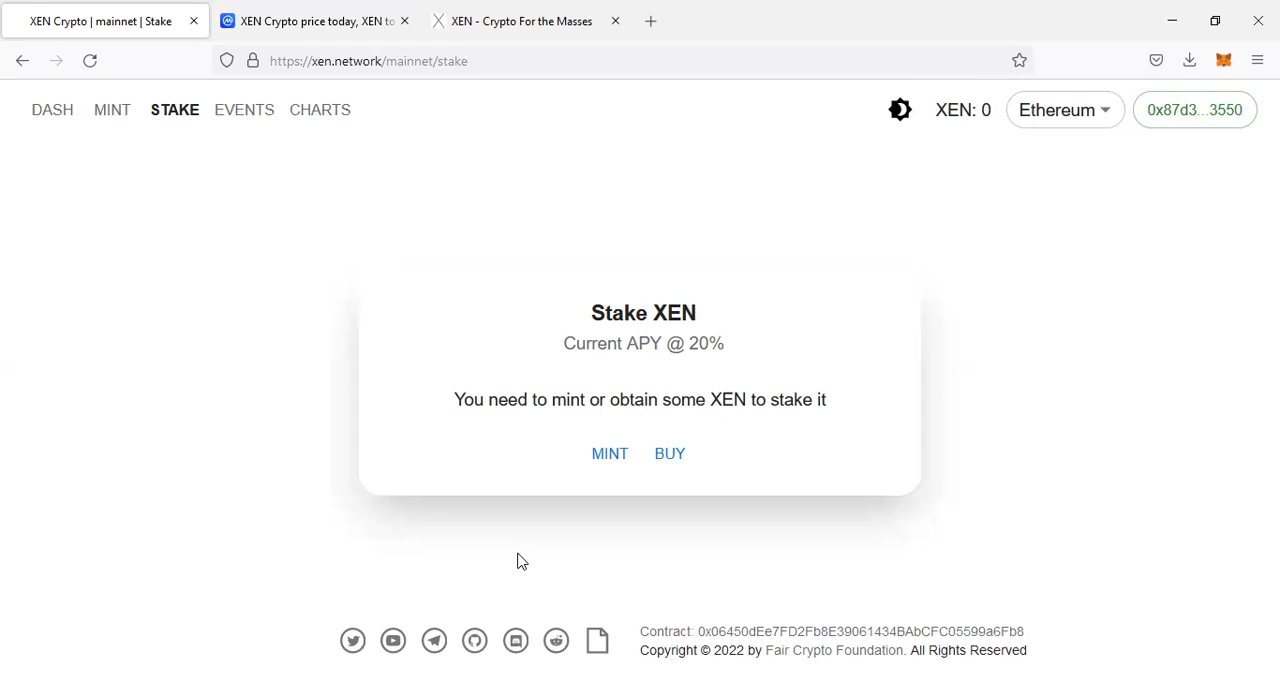 XEN Crypto | mainnet | Stake
XEN Crypto price today, XEN to
XEN - Crypto For the Masses
https://xen.network/mainnet/stake
DASH MINT STAKE EVENTS CHARTS
XEN: 0
Ethereum
0x87d3...3550
Stake XEN
Current APY @ 20%
You need to mint or obtain some XEN to stake it
MINT BUY
Contract: 0x06450dEe7FD2Fb8E39061434BAbCFC05599a6Fb8
Copyright © 2022 by Fair Crypto Foundation. All Rights Reserved